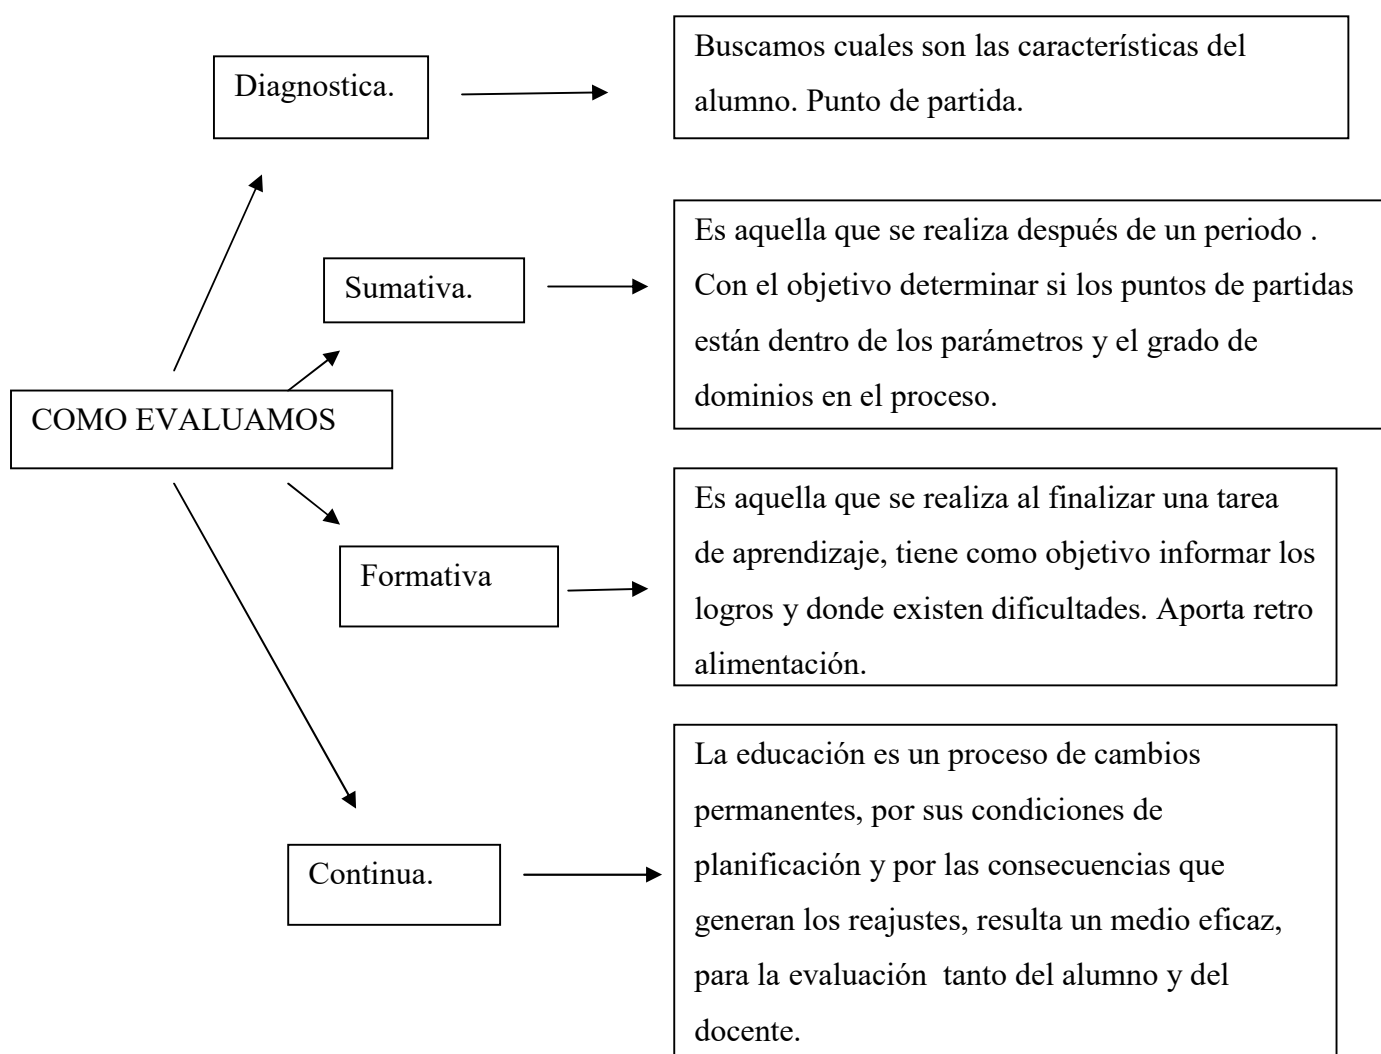 Diagnostica.
Buscamos cuales son las características del
alumno. Punto de partida.
Sumativa.
Es aquella que se realiza después de un periodo .
Con el objetivo determinar si los puntos de partidas
están dentro de los parámetros y el grado de
dominios en el proceso.
COMO EVALUAMOS
Formativa
Es aquella que se realiza al finalizar una tarea
de aprendizaje, tiene como objetivo informar los
logros y donde existen dificultades. Aporta retro
alimentación.
Continua.
La educación es un proceso de cambios
permanentes, por sus condiciones de
planificación y por las consecuencias que
generan los reajustes, resulta un medio eficaz,
para la evaluación  tanto del alumno y del
docente.